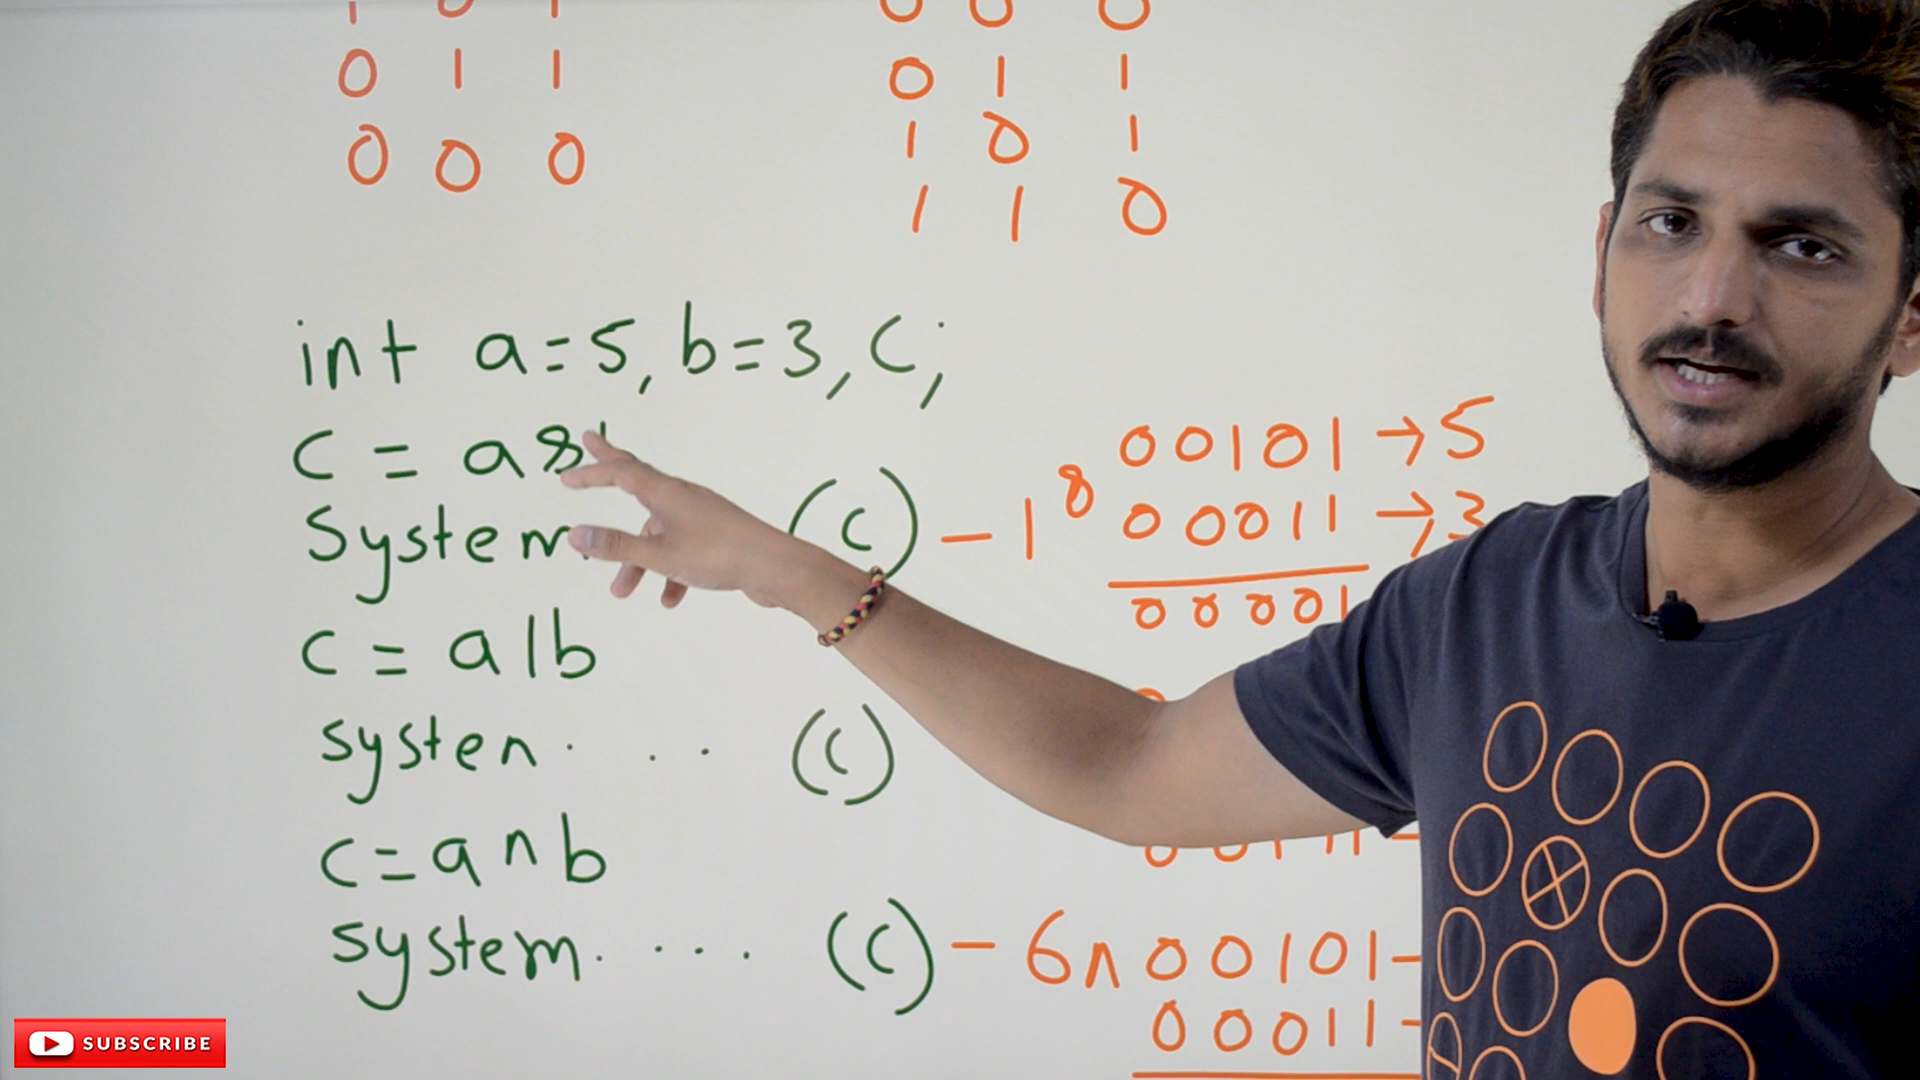 0 1 1
0 0 0
0 0 0
0 1 1
1 0 1
1 1 0
int a=5, b=3, C;
c = a &
System (c) - 1
c = a | b
systen. . . (c)
c = a ^ b
system. . . . (c) - 6
00101 → 5
& 00011 → 3
00001
00111 -
^ 00101 -
00011 -
SUBSCRIBE